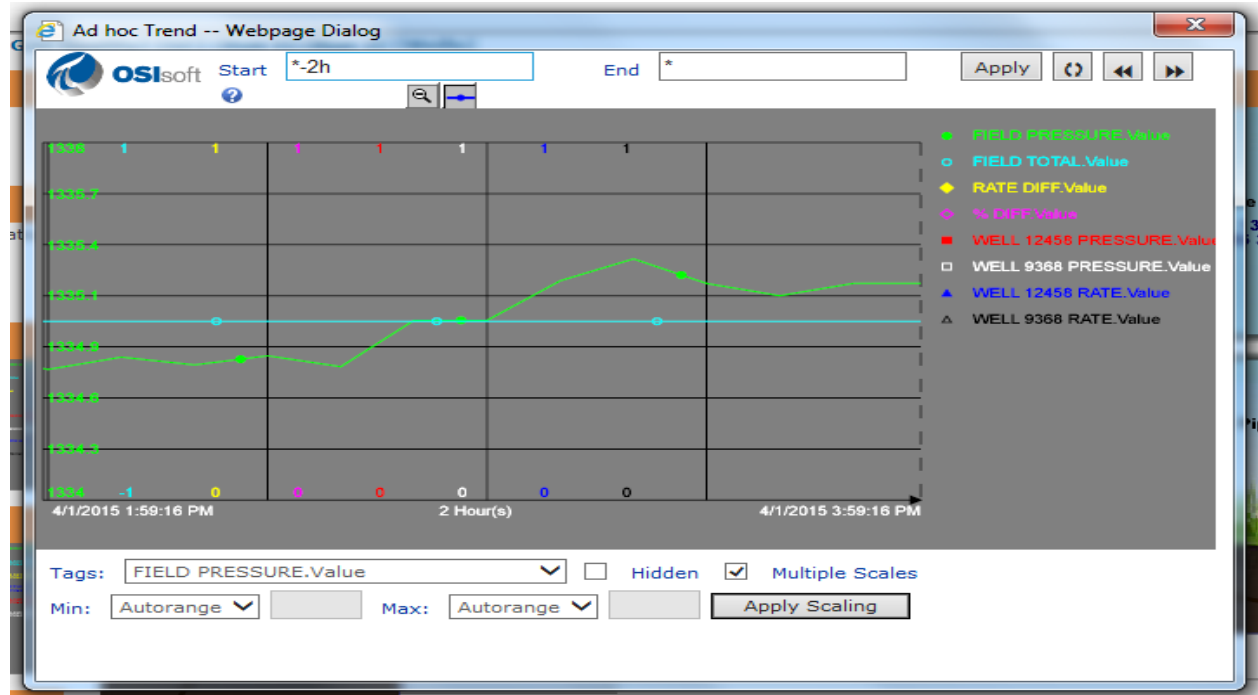 Ad hoc Trend -- Webpage Dialog
OSIsoft Start *-2h End * Apply
1336 1 1 1 1 1 1 1
1335.7
1335.4
1335.1
1334.9
1334.6
1334.3
1334 -1 0 0 0 0 0 0
4/1/2015 1:59:16 PM 2 Hour(s) 4/1/2015 3:59:16 PM
FIELD PRESSURE.Value
FIELD TOTAL.Value
RATE DIFF.Value
% DIFF.Value
WELL 12458 PRESSURE.Value
WELL 9368 PRESSURE.Value
WELL 12458 RATE.Value
WELL 9368 RATE.Value
Tags: FIELD PRESSURE.Value Hidden Multiple Scales
Min: Autorange Max: Autorange Apply Scaling